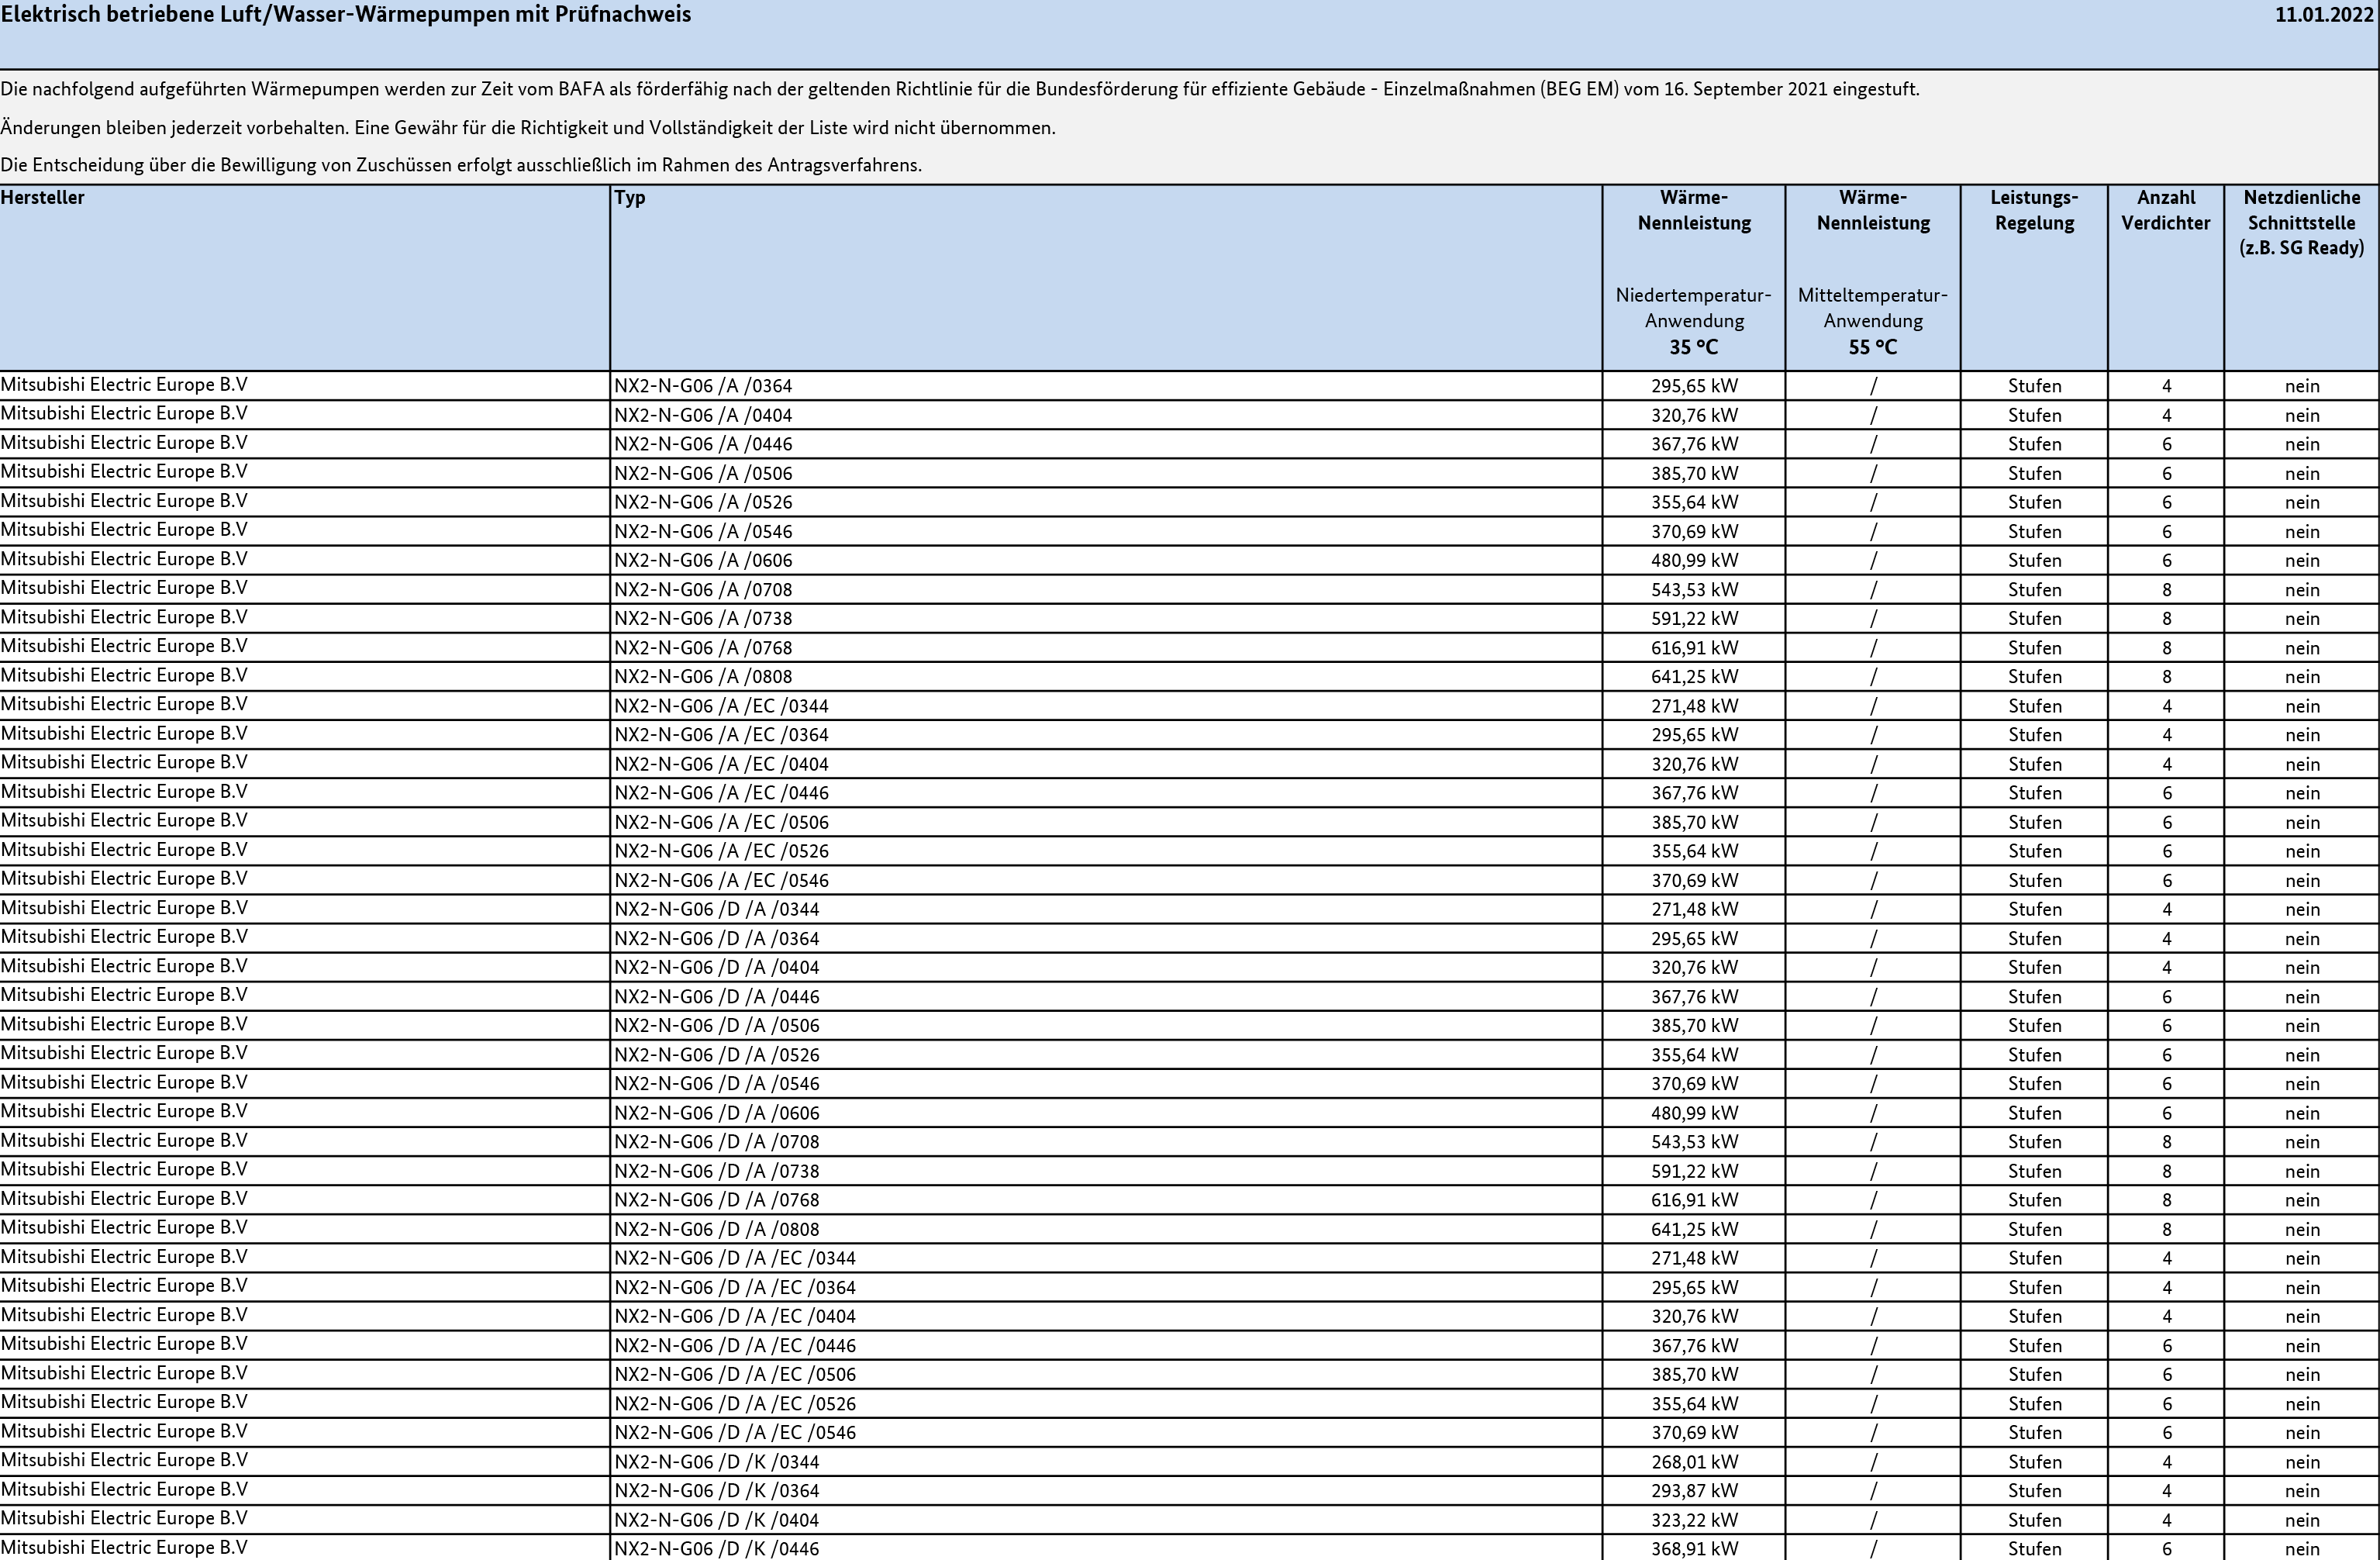 Elektrisch betriebene Luft/Wasser-Wärmepumpen mit Prüfnachweis 11.01.2022
Die nachfolgend aufgeführten Wärmepumpen werden zur Zeit vom BAFA als förderfähig nach der geltenden Richtlinie für die Bundesförderung für effiziente Gebäude - Einzelmaßnahmen (BEG EM) vom 16. September 2021 eingestuft.
Änderungen bleiben jederzeit vorbehalten. Eine Gewähr für die Richtigkeit und Vollständigkeit der Liste wird nicht übernommen.
Die Entscheidung über die Bewilligung von Zuschüssen erfolgt ausschließlich im Rahmen des Antragsverfahrens.
Hersteller Typ Wärme- Wärme- Leistungs- Anzahl Netzdienliche
Nennleistung Nennleistung Regelung Verdichter Schnittstelle
(z.B. SG Ready)
Niedertemperatur- Mitteltemperatur-
Anwendung Anwendung
35 °C 55 °C
Mitsubishi Electric Europe B.V NX2-N-G06 /A /0364 295,65 kW / Stufen 4 nein
Mitsubishi Electric Europe B.V NX2-N-G06 /A /0404 320,76 kW / Stufen 4 nein
Mitsubishi Electric Europe B.V NX2-N-G06 /A /0446 367,76 kW / Stufen 6 nein
Mitsubishi Electric Europe B.V NX2-N-G06 /A /0506 385,70 kW / Stufen 6 nein
Mitsubishi Electric Europe B.V NX2-N-G06 /A /0526 355,64 kW / Stufen 6 nein
Mitsubishi Electric Europe B.V NX2-N-G06 /A /0546 370,69 kW / Stufen 6 nein
Mitsubishi Electric Europe B.V NX2-N-G06 /A /0606 480,99 kW / Stufen 6 nein
Mitsubishi Electric Europe B.V NX2-N-G06 /A /0708 543,53 kW / Stufen 8 nein
Mitsubishi Electric Europe B.V NX2-N-G06 /A /0738 591,22 kW / Stufen 8 nein
Mitsubishi Electric Europe B.V NX2-N-G06 /A /0768 616,91 kW / Stufen 8 nein
Mitsubishi Electric Europe B.V NX2-N-G06 /A /0808 641,25 kW / Stufen 8 nein
Mitsubishi Electric Europe B.V NX2-N-G06 /A /EC /0344 271,48 kW / Stufen 4 nein
Mitsubishi Electric Europe B.V NX2-N-G06 /A /EC /0364 295,65 kW / Stufen 4 nein
Mitsubishi Electric Europe B.V NX2-N-G06 /A /EC /0404 320,76 kW / Stufen 4 nein
Mitsubishi Electric Europe B.V NX2-N-G06 /A /EC /0446 367,76 kW / Stufen 6 nein
Mitsubishi Electric Europe B.V NX2-N-G06 /A /EC /0506 385,70 kW / Stufen 6 nein
Mitsubishi Electric Europe B.V NX2-N-G06 /A /EC /0526 355,64 kW / Stufen 6 nein
Mitsubishi Electric Europe B.V NX2-N-G06 /A /EC /0546 370,69 kW / Stufen 6 nein
Mitsubishi Electric Europe B.V NX2-N-G06 /D /A /0344 271,48 kW / Stufen 4 nein
Mitsubishi Electric Europe B.V NX2-N-G06 /D /A /0364 295,65 kW / Stufen 4 nein
Mitsubishi Electric Europe B.V NX2-N-G06 /D /A /0404 320,76 kW / Stufen 4 nein
Mitsubishi Electric Europe B.V NX2-N-G06 /D /A /0446 367,76 kW / Stufen 6 nein
Mitsubishi Electric Europe B.V NX2-N-G06 /D /A /0506 385,70 kW / Stufen 6 nein
Mitsubishi Electric Europe B.V NX2-N-G06 /D /A /0526 355,64 kW / Stufen 6 nein
Mitsubishi Electric Europe B.V NX2-N-G06 /D /A /0546 370,69 kW / Stufen 6 nein
Mitsubishi Electric Europe B.V NX2-N-G06 /D /A /0606 480,99 kW / Stufen 6 nein
Mitsubishi Electric Europe B.V NX2-N-G06 /D /A /0708 543,53 kW / Stufen 8 nein
Mitsubishi Electric Europe B.V NX2-N-G06 /D /A /0738 591,22 kW / Stufen 8 nein
Mitsubishi Electric Europe B.V NX2-N-G06 /D /A /0768 616,91 kW / Stufen 8 nein
Mitsubishi Electric Europe B.V NX2-N-G06 /D /A /0808 641,25 kW / Stufen 8 nein
Mitsubishi Electric Europe B.V NX2-N-G06 /D /A /EC /0344 271,48 kW / Stufen 4 nein
Mitsubishi Electric Europe B.V NX2-N-G06 /D /A /EC /0364 295,65 kW / Stufen 4 nein
Mitsubishi Electric Europe B.V NX2-N-G06 /D /A /EC /0404 320,76 kW / Stufen 4 nein
Mitsubishi Electric Europe B.V NX2-N-G06 /D /A /EC /0446 367,76 kW / Stufen 6 nein
Mitsubishi Electric Europe B.V NX2-N-G06 /D /A /EC /0506 385,70 kW / Stufen 6 nein
Mitsubishi Electric Europe B.V NX2-N-G06 /D /A /EC /0526 355,64 kW / Stufen 6 nein
Mitsubishi Electric Europe B.V NX2-N-G06 /D /A /EC /0546 370,69 kW / Stufen 6 nein
Mitsubishi Electric Europe B.V NX2-N-G06 /D /K /0344 268,01 kW / Stufen 4 nein
Mitsubishi Electric Europe B.V NX2-N-G06 /D /K /0364 293,87 kW / Stufen 4 nein
Mitsubishi Electric Europe B.V NX2-N-G06 /D /K /0404 323,22 kW / Stufen 4 nein
Mitsubishi Electric Europe B.V NX2-N-G06 /D /K /0446 368,91 kW / Stufen 6 nein